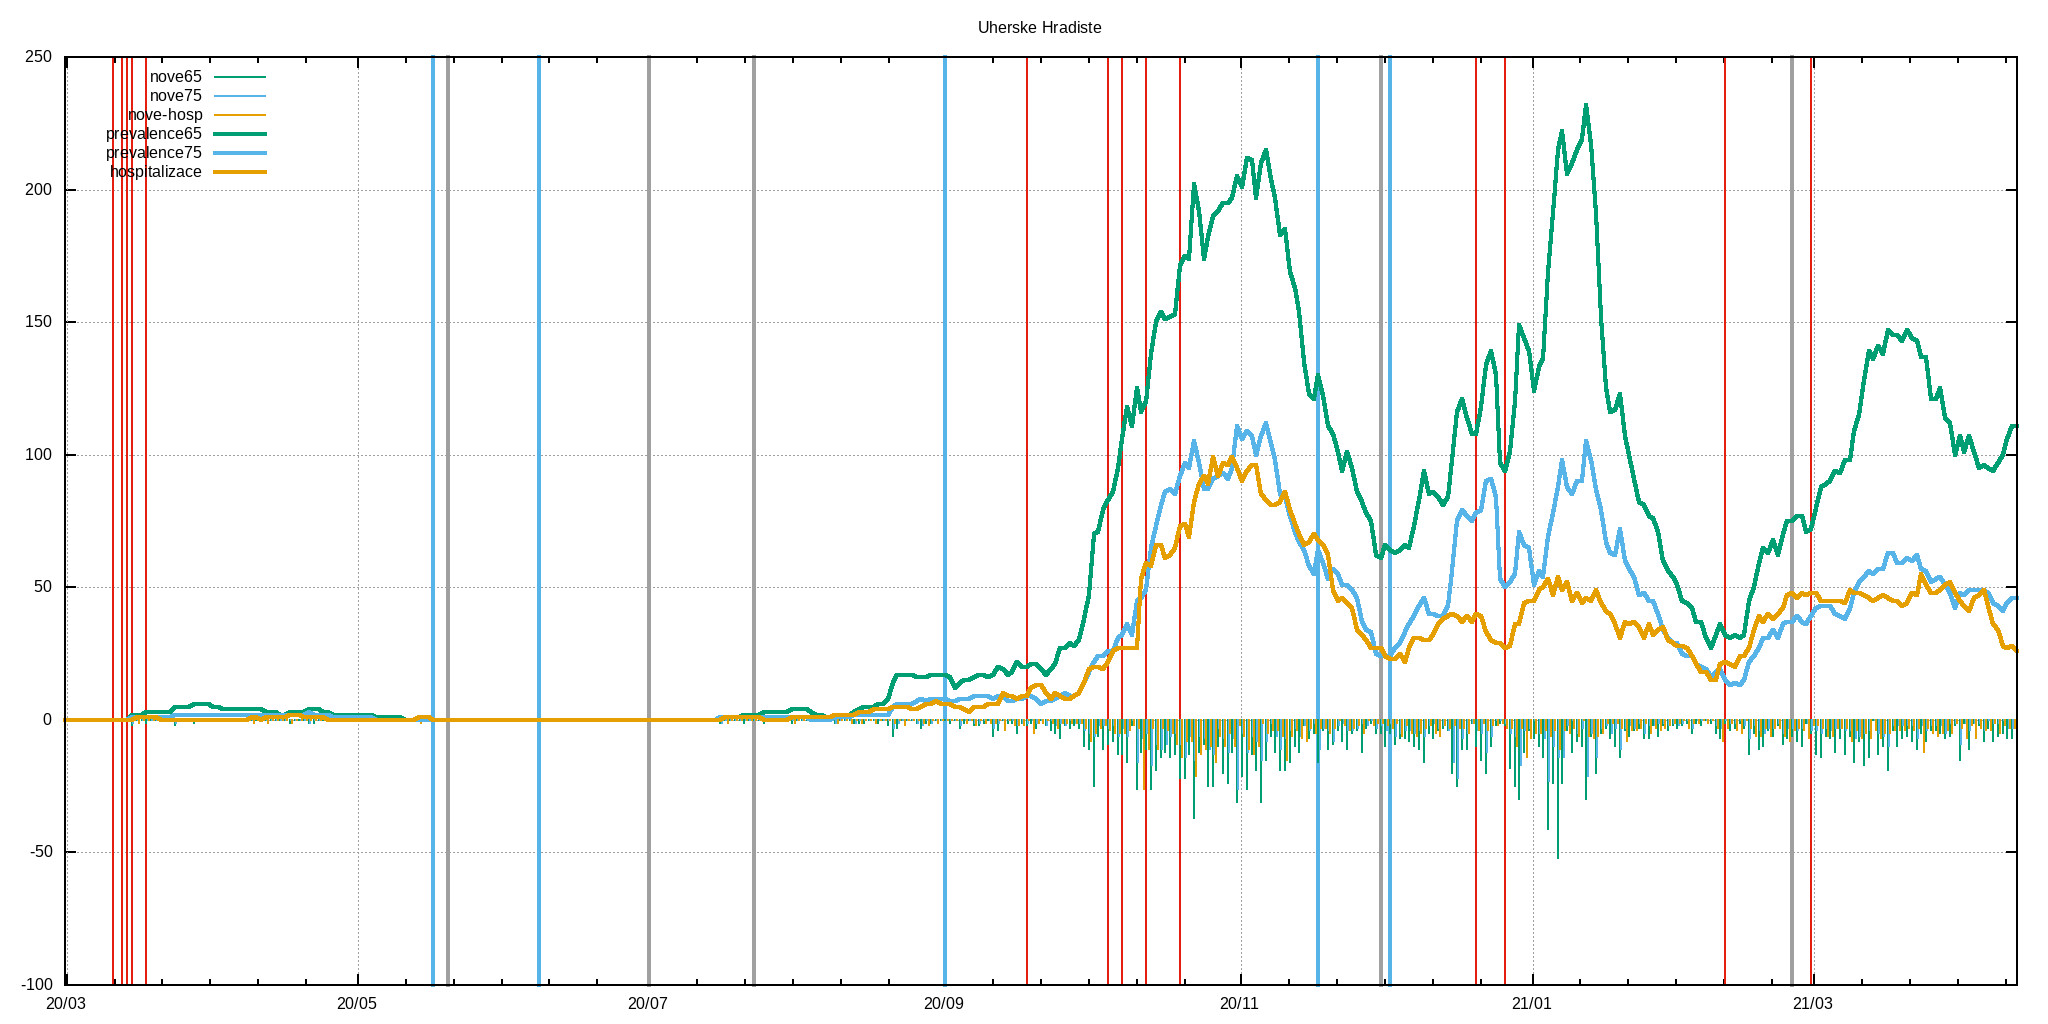 Uherske Hradiste
250
200
150
100
50
0
-50
-100
nove65
nove75
nove-hosp
prevalence65
prevalence75
hospitalizace
20/03 20/05 20/07 20/09 20/11 21/01 21/03